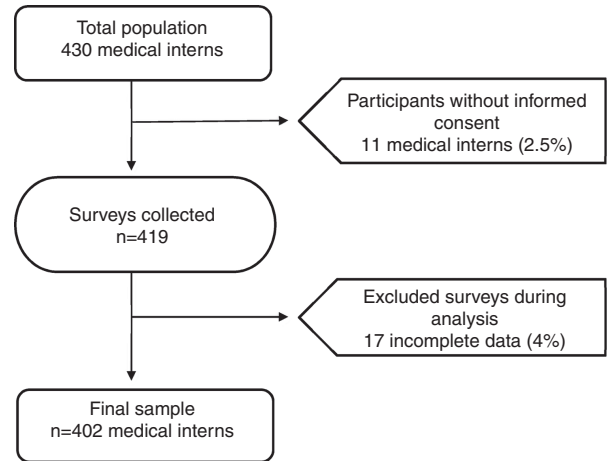 Total population
430 medical interns
Participants without informed
consent
11 medical interns (2.5%)
Surveys collected
n=419
Excluded surveys during
analysis
17 incomplete data (4%)
Final sample
n=402 medical interns